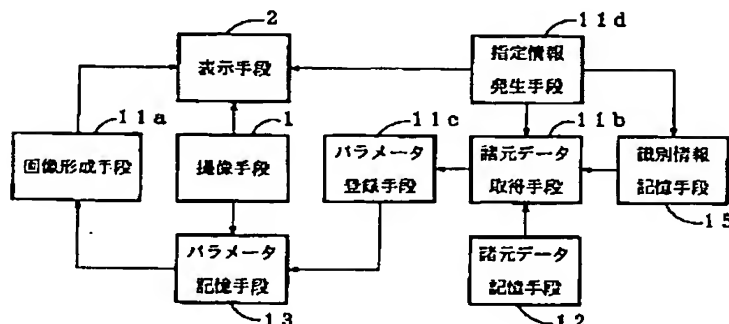 2
11d
表示手段
指定情報
発生手段
11a
1
11c
11b
画像形成手段
撮像手段
パラメータ
登録手段
諸元データ
取得手段
識別情報
記憶手段
15
パラメータ
記憶手段
13
諸元データ
記憶手段
12